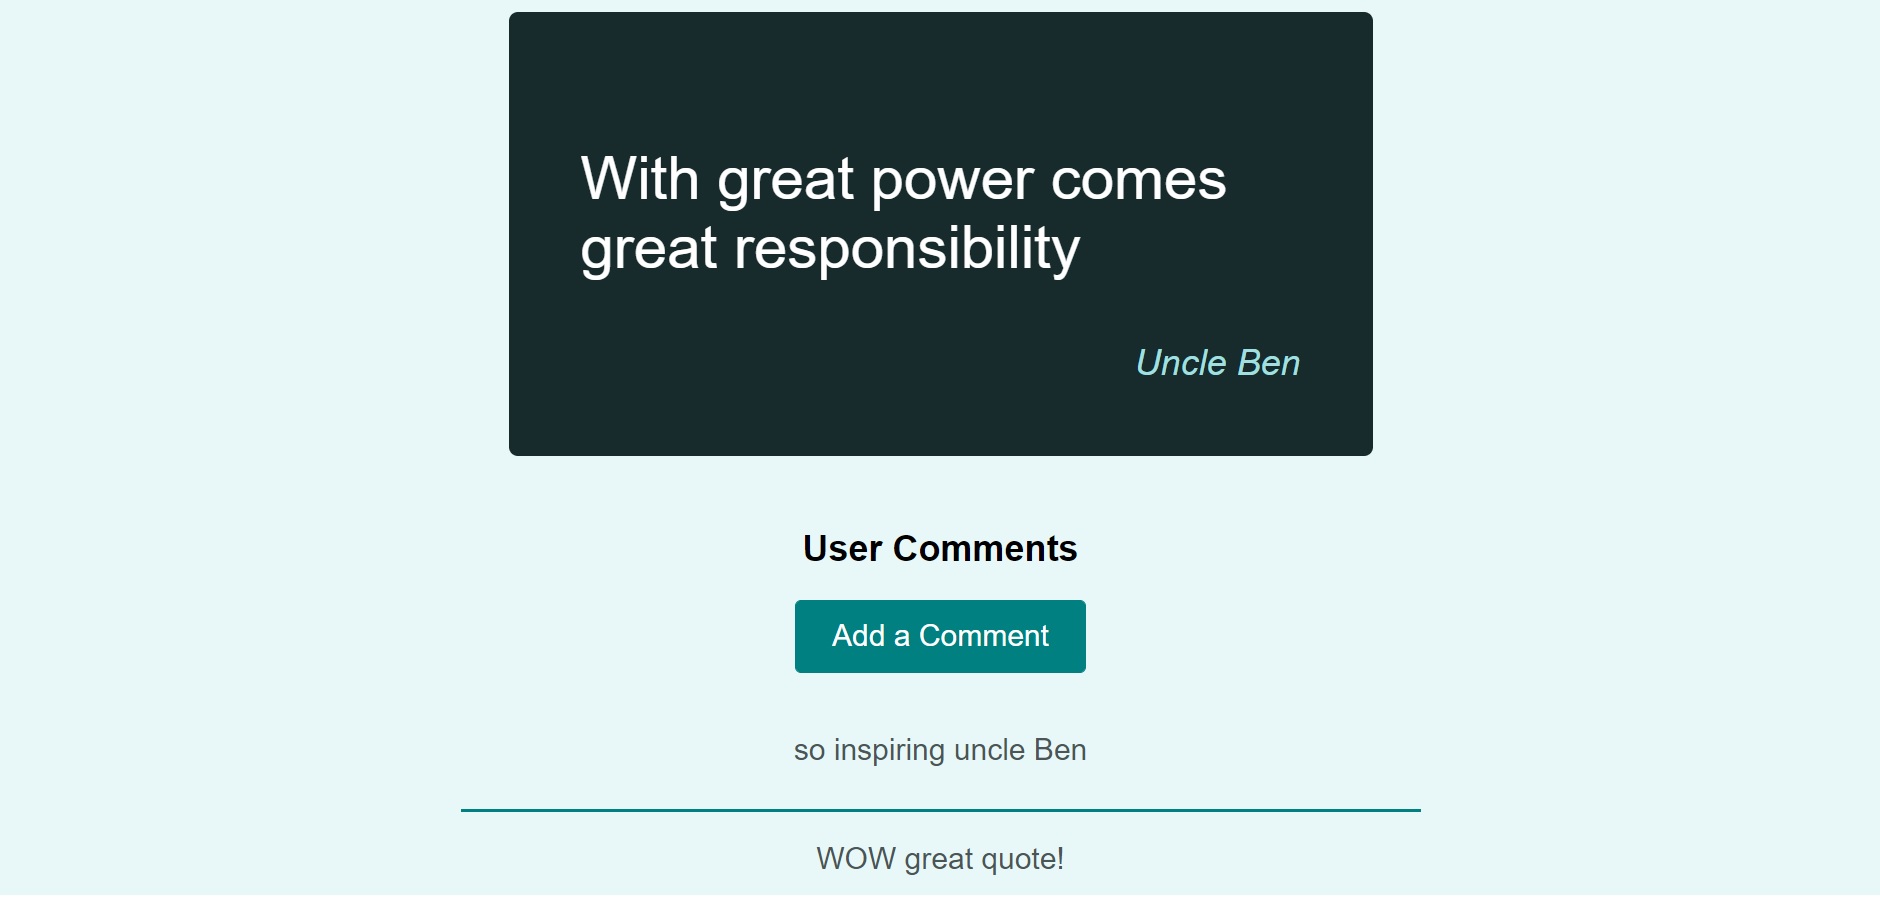 With great power comes
great responsibility
Uncle Ben
User Comments
Add a Comment
so inspiring uncle Ben
WOW great quote!